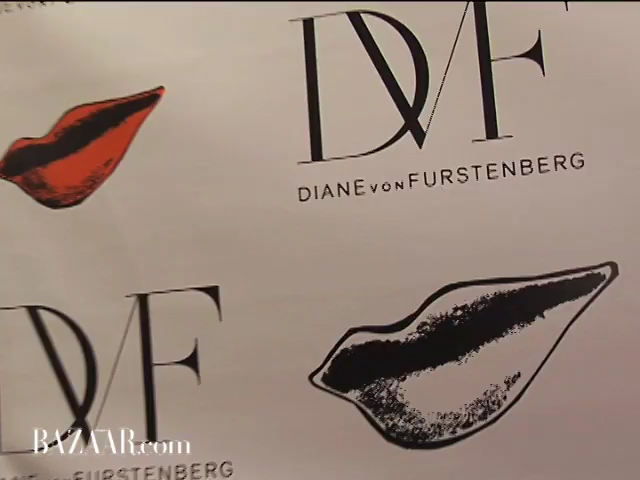 DVF
DIANE VON FURSTENBERG
DVF
BAZAAR.com
FURSTENBERG